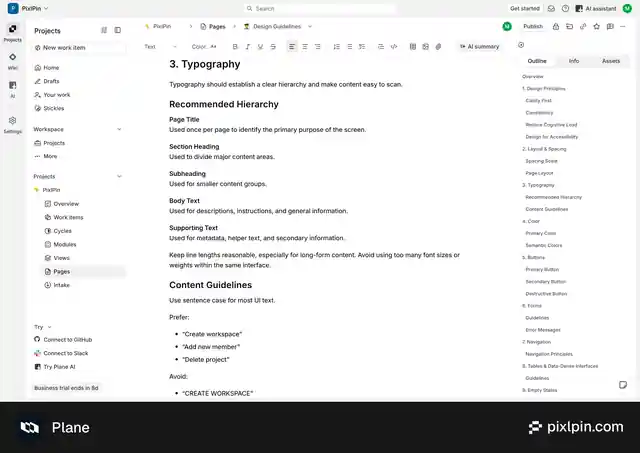 P PixlPin
Search
Get started
AI assistant
M
Projects
Wiki
AI
Settings
Projects
New work item
Home
Drafts
Your work
Stickies
Workspace
Projects
More
Projects
PixlPin
Overview
Work items
Cycles
Modules
Views
Pages
Intake
Try
Connect to GitHub
Connect to Slack
Try Plane AI
Business trial ends in 8d
PixlPin
Pages
Design Guidelines
M
Publish
Text
Color
AI summary
3. Typography
Typography should establish a clear hierarchy and make content easy to scan.
Recommended Hierarchy
Page Title
Used once per page to identify the primary purpose of the screen.
Section Heading
Used to divide major content areas.
Subheading
Used for smaller content groups.
Body Text
Used for descriptions, instructions, and general information.
Supporting Text
Used for metadata, helper text, and secondary information.
Keep line lengths reasonable, especially for long-form content. Avoid using too many font sizes or
weights within the same interface.
Content Guidelines
Use sentence case for most UI text.
Prefer:
• "Create workspace"
• "Add new member"
• "Delete project"
Avoid:
• "CREATE WORKSPACE"
Outline
Info
Assets
Overview
1. Design Principles
Clarity First
Consistency
Reduce Cognitive Load
Design for Accessibility
2. Layout & Spacing
Spacing Scale
Page Layout
3. Typography
Recommended Hierarchy
Content Guidelines
4. Color
Primary Color
Semantic Colors
5. Buttons
Primary Button
Secondary Button
Destructive Button
6. Forms
Guidelines
Error Messages
7. Navigation
Navigation Principles
8. Tables & Data-Dense Interfaces
Guidelines
9. Empty States
Plane
pixlpin.com